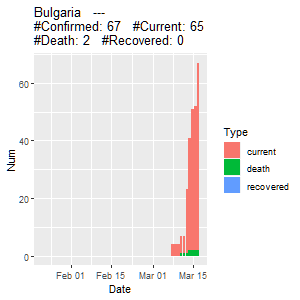 Bulgaria   ---
#Confirmed: 67   #Current: 65
#Death: 2   #Recovered: 0
60
40
20
0
Num
Feb 01
Feb 15
Mar 01
Mar 15
Date
Type
current
death
recovered